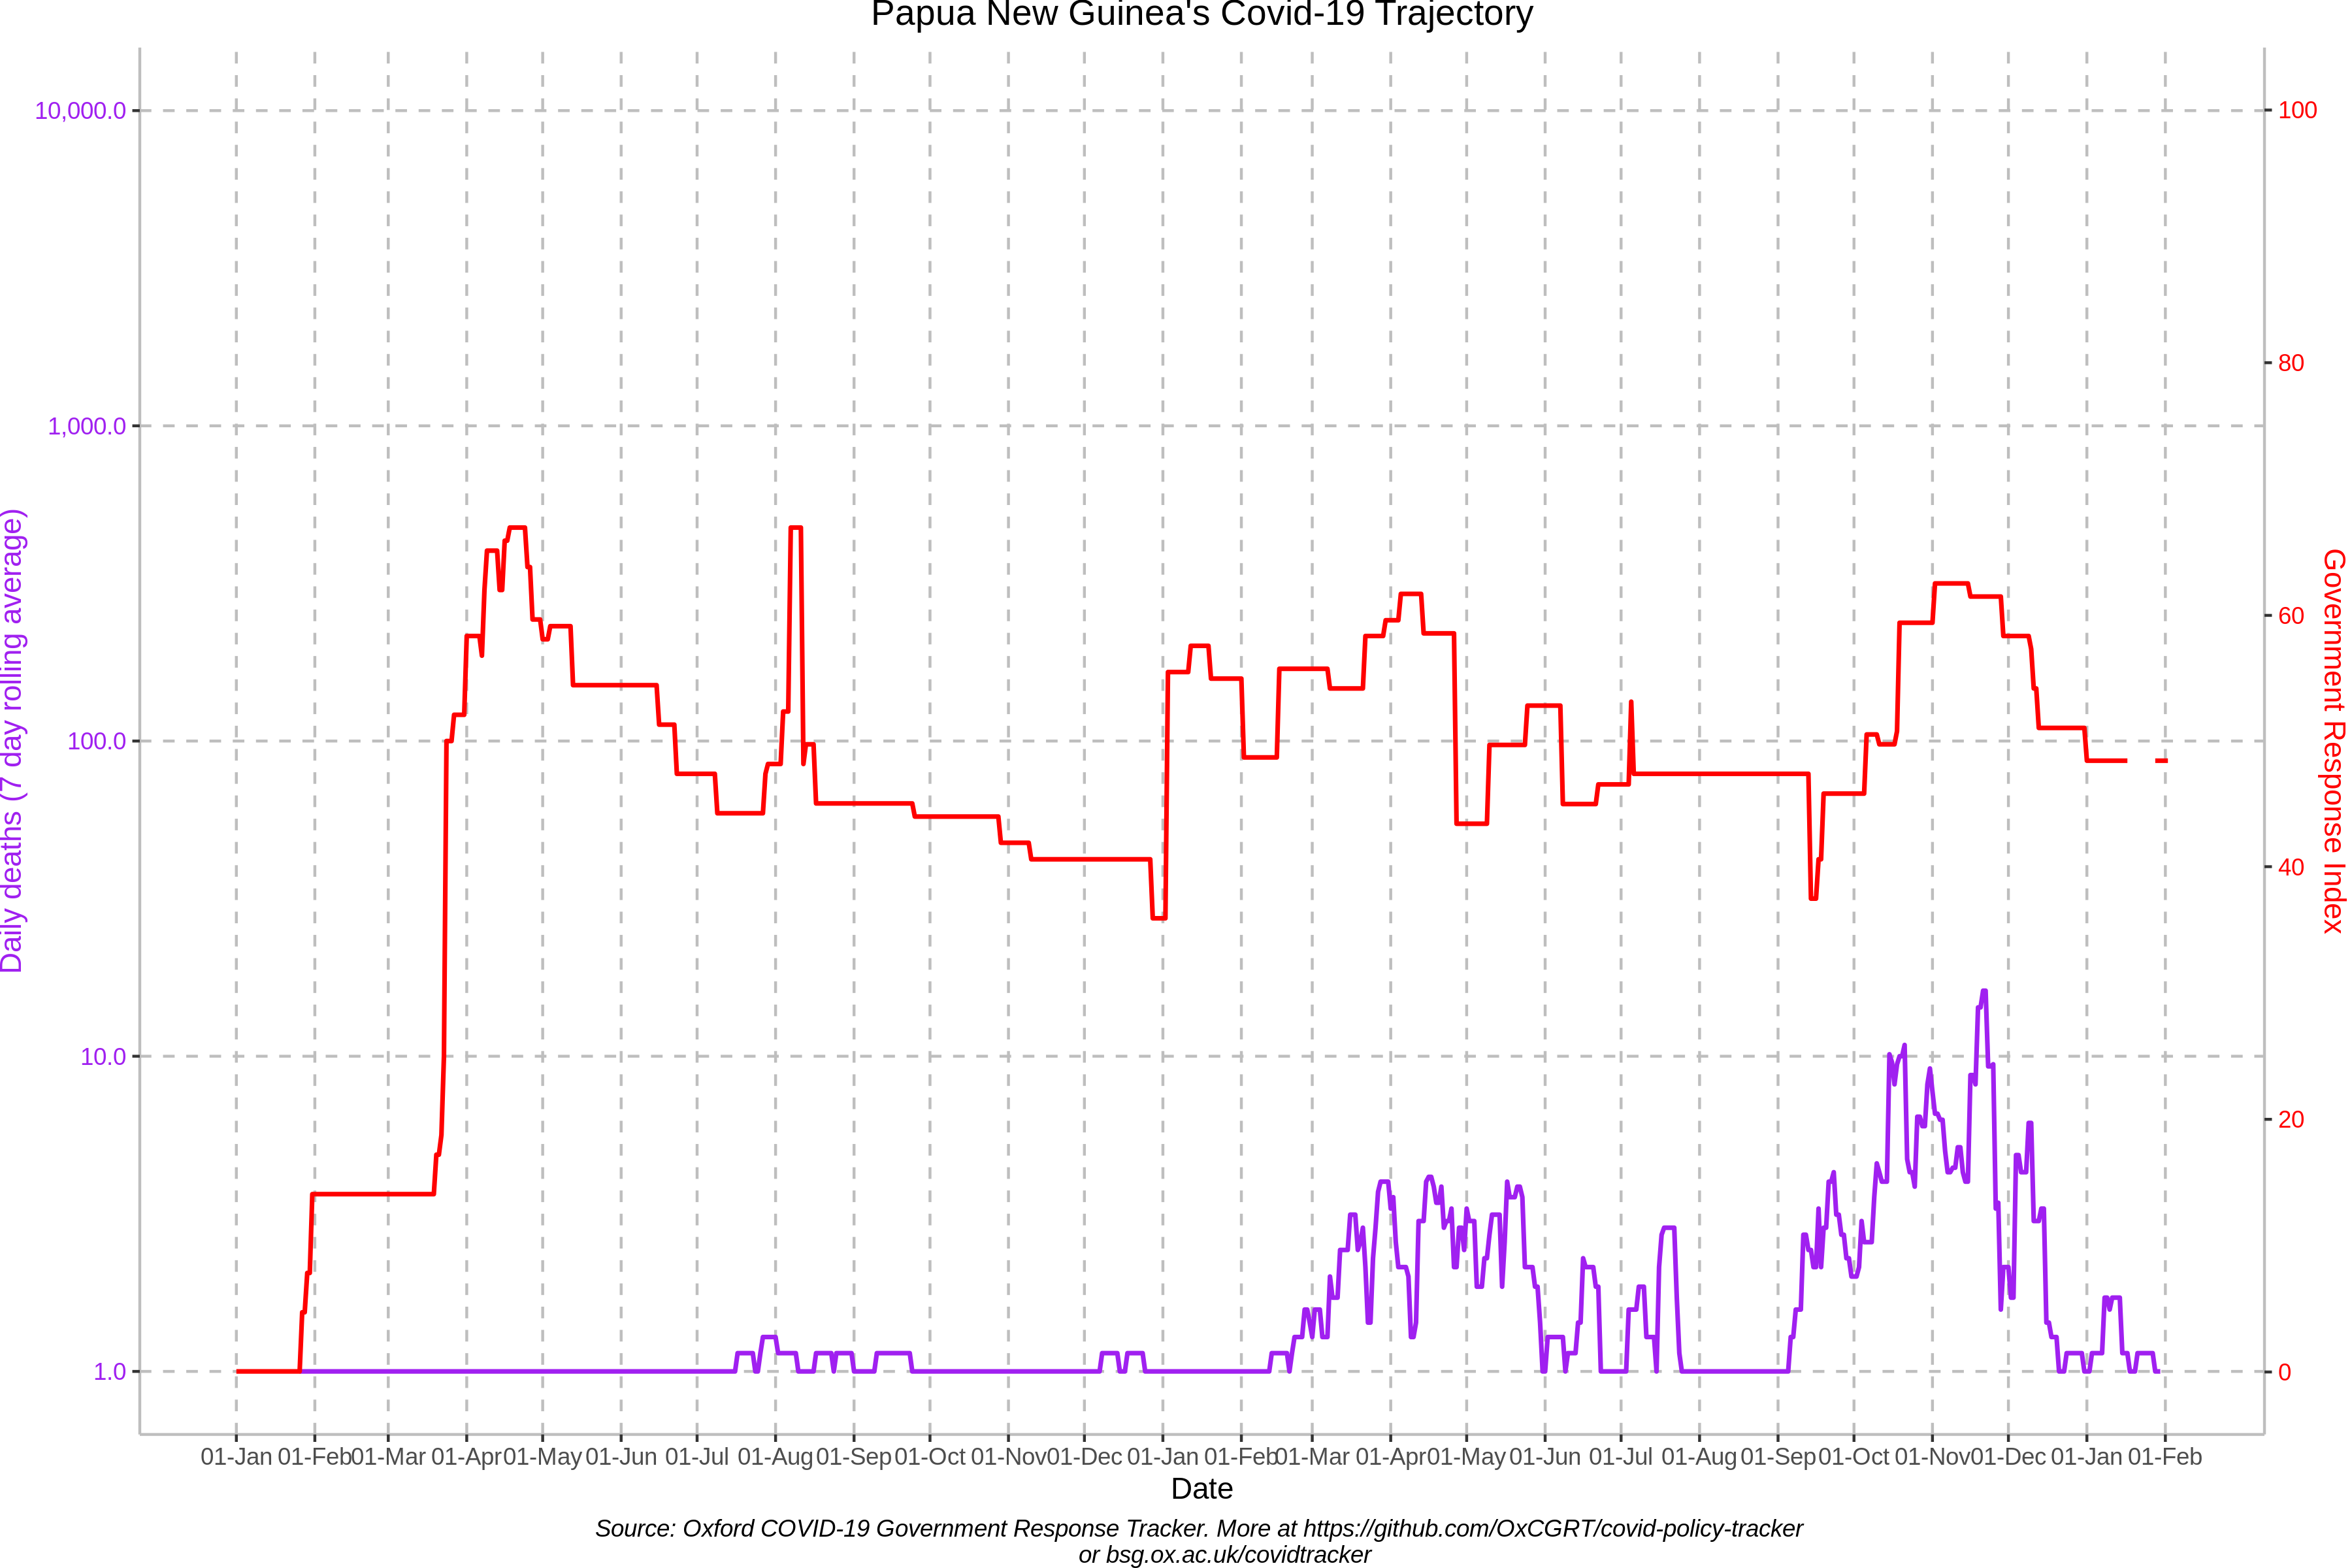 Papua New Guinea's Covid-19 Trajectory
10,000.0
1,000.0
100.0
10.0
1.0
Daily deaths (7 day rolling average)
100
80
60
40
20
0
Government Response Index
01-Jan 01-Feb 01-Mar 01-Apr 01-May 01-Jun 01-Jul 01-Aug 01-Sep 01-Oct 01-Nov 01-Dec 01-Jan 01-Feb 01-Mar 01-Apr 01-May 01-Jun 01-Jul 01-Aug 01-Sep 01-Oct 01-Nov 01-Dec 01-Jan 01-Feb
Date
Source: Oxford COVID-19 Government Response Tracker. More at https://github.com/OxCGRT/covid-policy-tracker
or bsg.ox.ac.uk/covidtracker